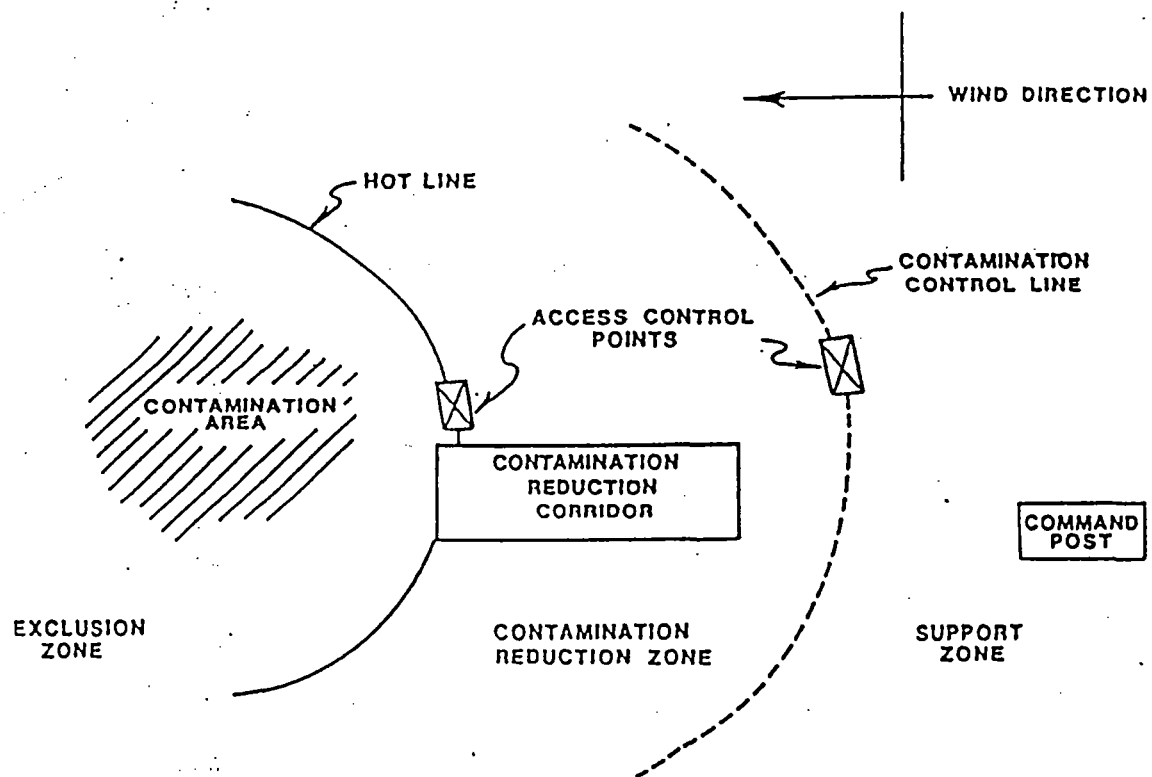 WIND DIRECTION
HOT LINE
CONTAMINATION
CONTROL LINE
ACCESS CONTROL
POINTS
CONTAMINATION
AREA
CONTAMINATION
REDUCTION
CORRIDOR
COMMAND
POST
EXCLUSION
ZONE
CONTAMINATION
REDUCTION ZONE
SUPPORT
ZONE